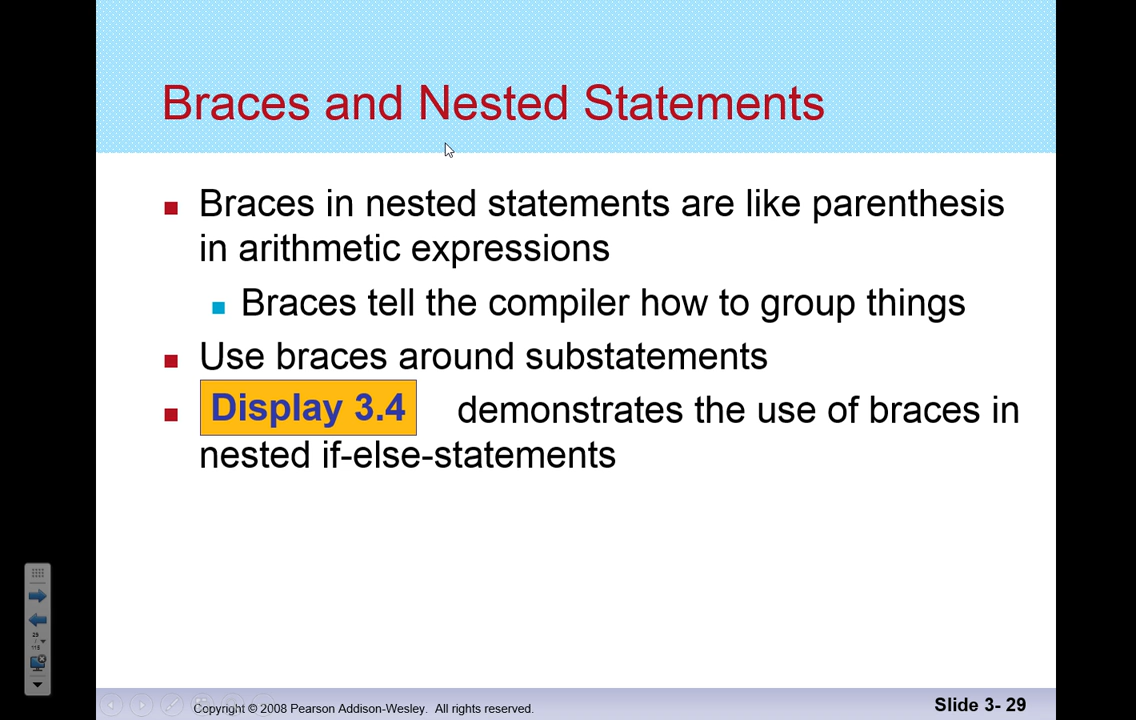 Braces and Nested Statements
Braces in nested statements are like parenthesis
in arithmetic expressions
Braces tell the compiler how to group things
Use braces around substatements
Display 3.4 demonstrates the use of braces in
nested if-else-statements
29
/
115
Copyright © 2008 Pearson Addison-Wesley. All rights reserved.
Slide 3- 29